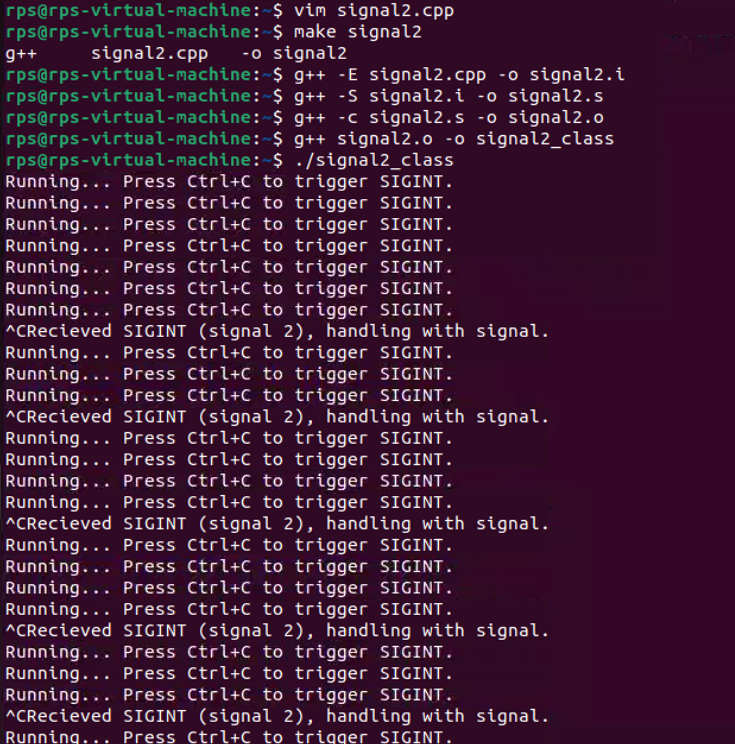 rps@rps-virtual-machine:~$ vim signal2.cpp
rps@rps-virtual-machine:~$ make signal2
g++     signal2.cpp   -o signal2
rps@rps-virtual-machine:~$ g++ -E signal2.cpp -o signal2.i
rps@rps-virtual-machine:~$ g++ -S signal2.i -o signal2.s
rps@rps-virtual-machine:~$ g++ -c signal2.s -o signal2.o
rps@rps-virtual-machine:~$ g++ signal2.o -o signal2_class
rps@rps-virtual-machine:~$ ./signal2_class
Running... Press Ctrl+C to trigger SIGINT.
Running... Press Ctrl+C to trigger SIGINT.
Running... Press Ctrl+C to trigger SIGINT.
Running... Press Ctrl+C to trigger SIGINT.
Running... Press Ctrl+C to trigger SIGINT.
Running... Press Ctrl+C to trigger SIGINT.
Running... Press Ctrl+C to trigger SIGINT.
^CRecieved SIGINT (signal 2), handling with signal.
Running... Press Ctrl+C to trigger SIGINT.
Running... Press Ctrl+C to trigger SIGINT.
Running... Press Ctrl+C to trigger SIGINT.
^CRecieved SIGINT (signal 2), handling with signal.
Running... Press Ctrl+C to trigger SIGINT.
Running... Press Ctrl+C to trigger SIGINT.
Running... Press Ctrl+C to trigger SIGINT.
Running... Press Ctrl+C to trigger SIGINT.
^CRecieved SIGINT (signal 2), handling with signal.
Running... Press Ctrl+C to trigger SIGINT.
Running... Press Ctrl+C to trigger SIGINT.
Running... Press Ctrl+C to trigger SIGINT.
Running... Press Ctrl+C to trigger SIGINT.
^CRecieved SIGINT (signal 2), handling with signal.
Running... Press Ctrl+C to trigger SIGINT.
Running... Press Ctrl+C to trigger SIGINT.
Running... Press Ctrl+C to trigger SIGINT.
^CRecieved SIGINT (signal 2), handling with signal.
Running... Press Ctrl+C to trigger SIGINT.